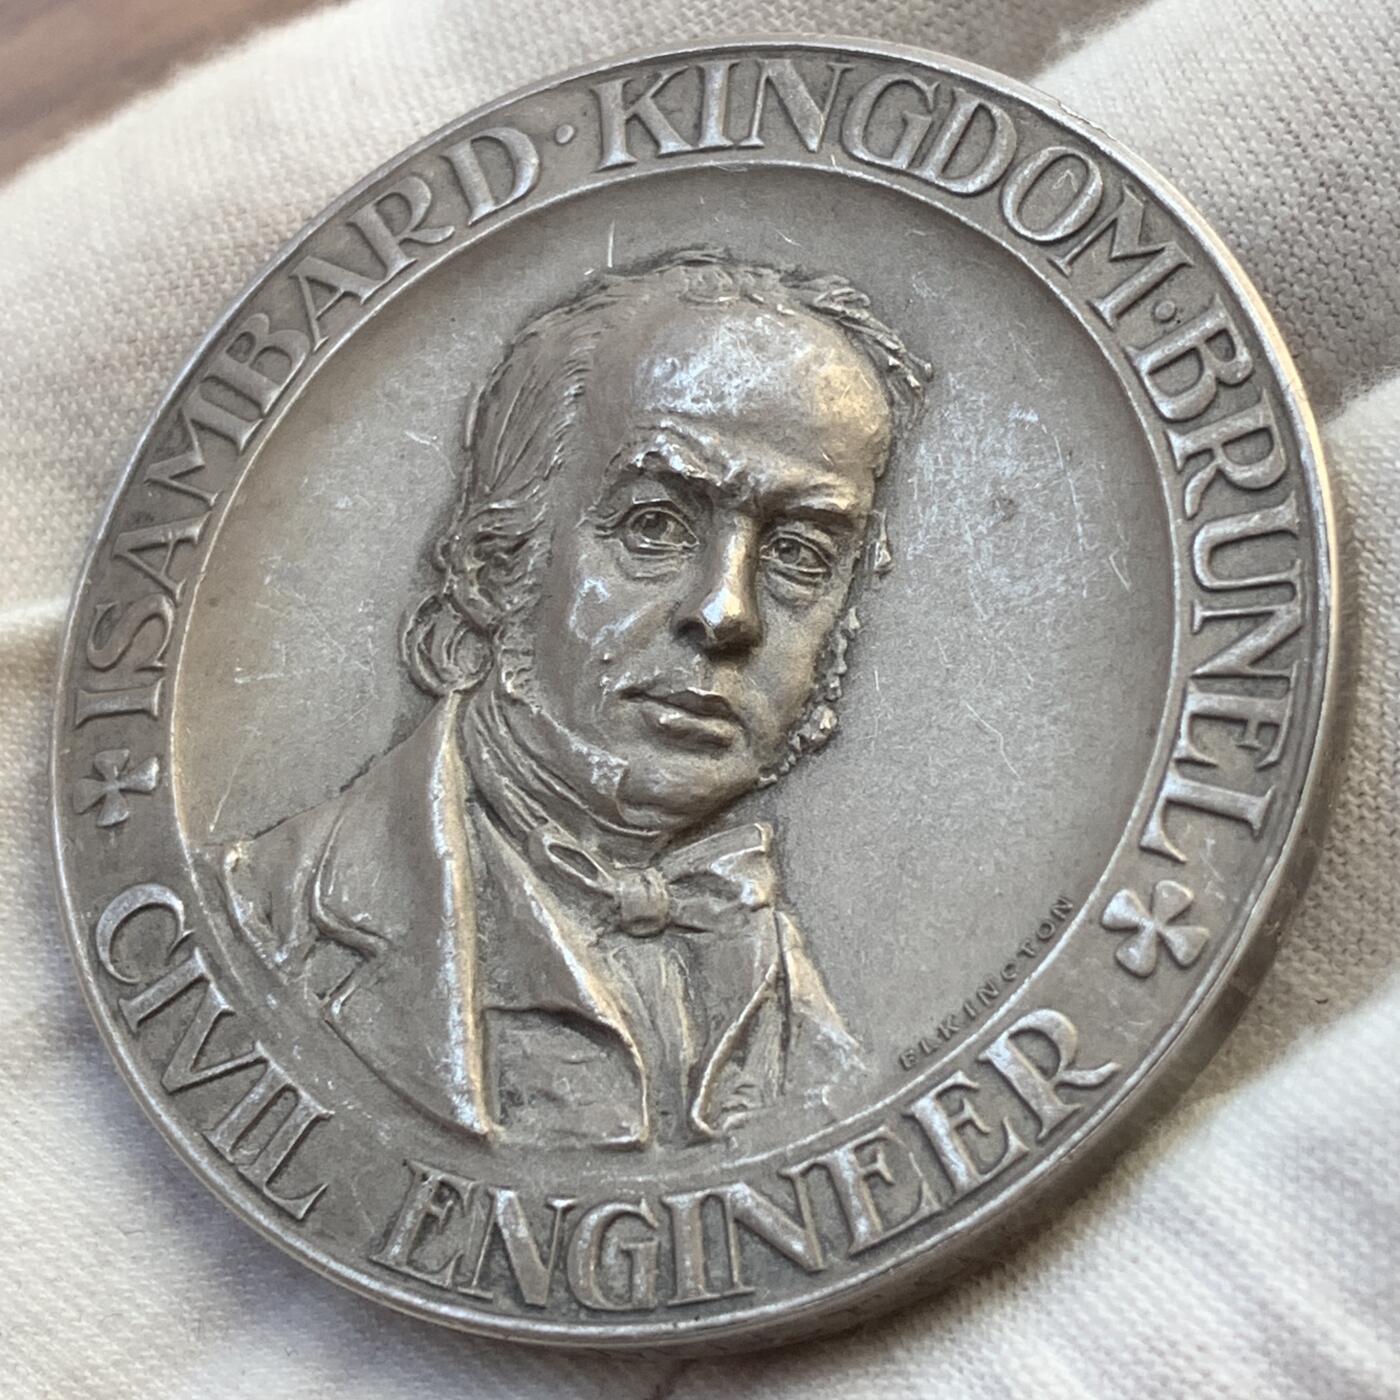 ISAMBARD · KINGDOM · BRUNEL
CIVIL ENGINEER
ELKINGTON